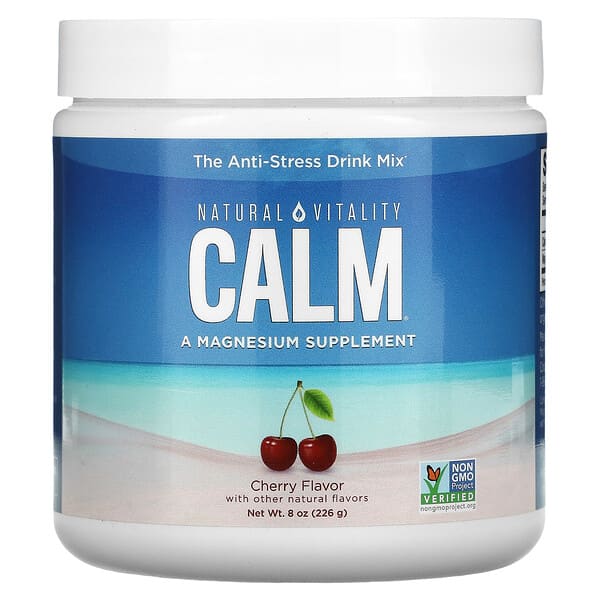 The Anti-Stress Drink Mix
NATURAL VITALITY
CALM®
A MAGNESIUM SUPPLEMENT
Cherry Flavor
with other natural flavors
Net Wt. 8 oz (226 g)
NON
GMO
Project
VERIFIED
nongmoproject.org